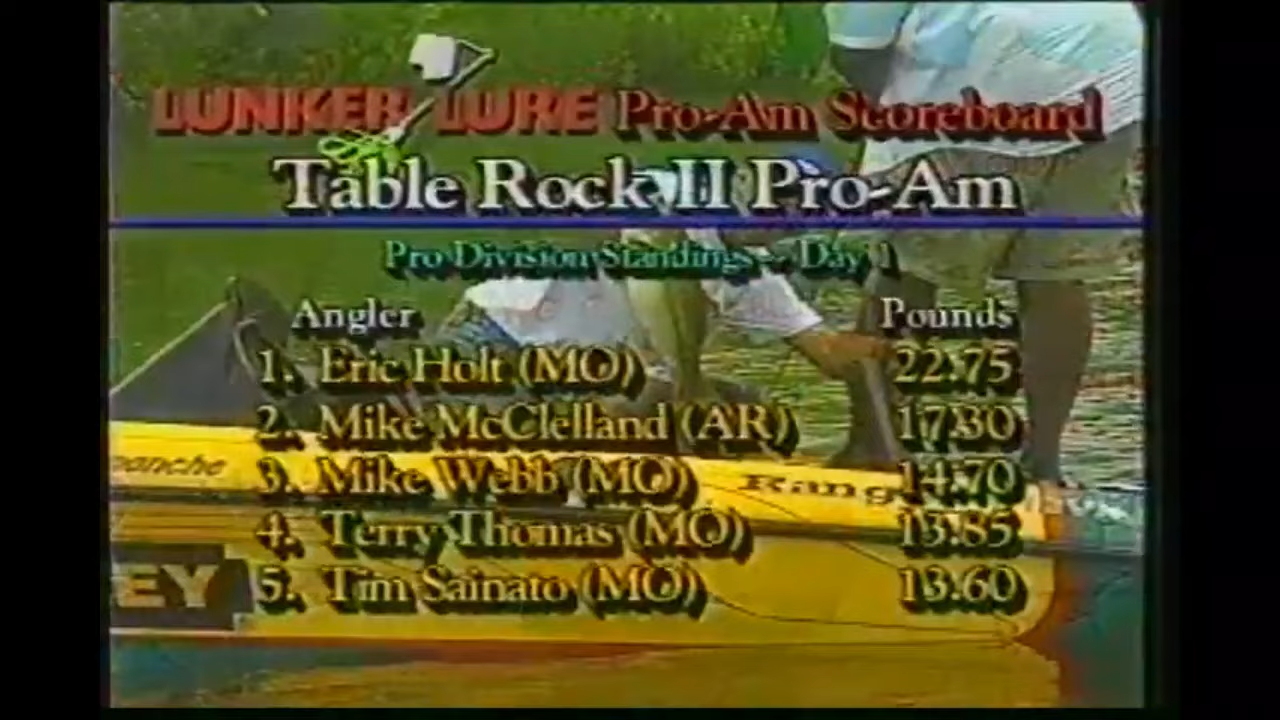 LUNKER LURE Pro-Am Scoreboard
Table Rock II Pro-Am
Pro Division Standings -- Day 1
Angler Pounds
1. Eric Holt (MO) 22.75
2. Mike McClelland (AR) 17.30
3. Mike Webb (MO) 14.70
4. Terry Thomas (MO) 13.85
5. Tim Sainato (MO) 13.60
EY